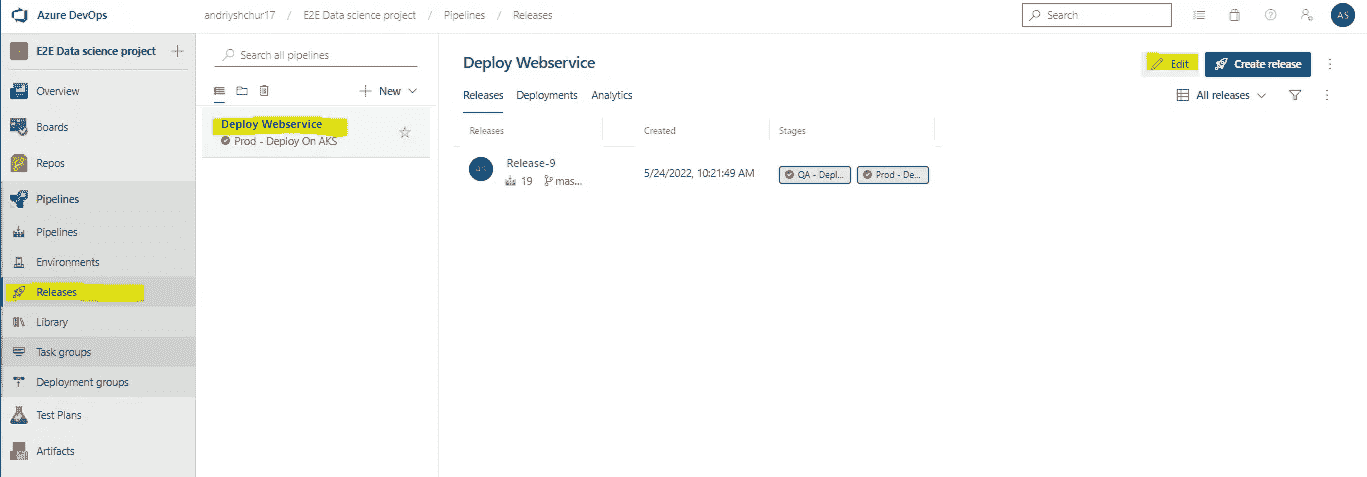 Azure DevOps
andriyshchur17 / E2E Data science project / Pipelines / Releases
Search
AS
E2E Data science project
Overview
Boards
Repos
Pipelines
Pipelines
Environments
Releases
Library
Task groups
Deployment groups
Test Plans
Artifacts
Search all pipelines
New
Deploy Webservice
Prod - Deploy On AKS
Deploy Webservice
Edit
Create release
Releases Deployments Analytics
All releases
Releases Created Stages
AS
Release-9
19 mas...
5/24/2022, 10:21:49 AM
QA - Depl...
Prod - De...